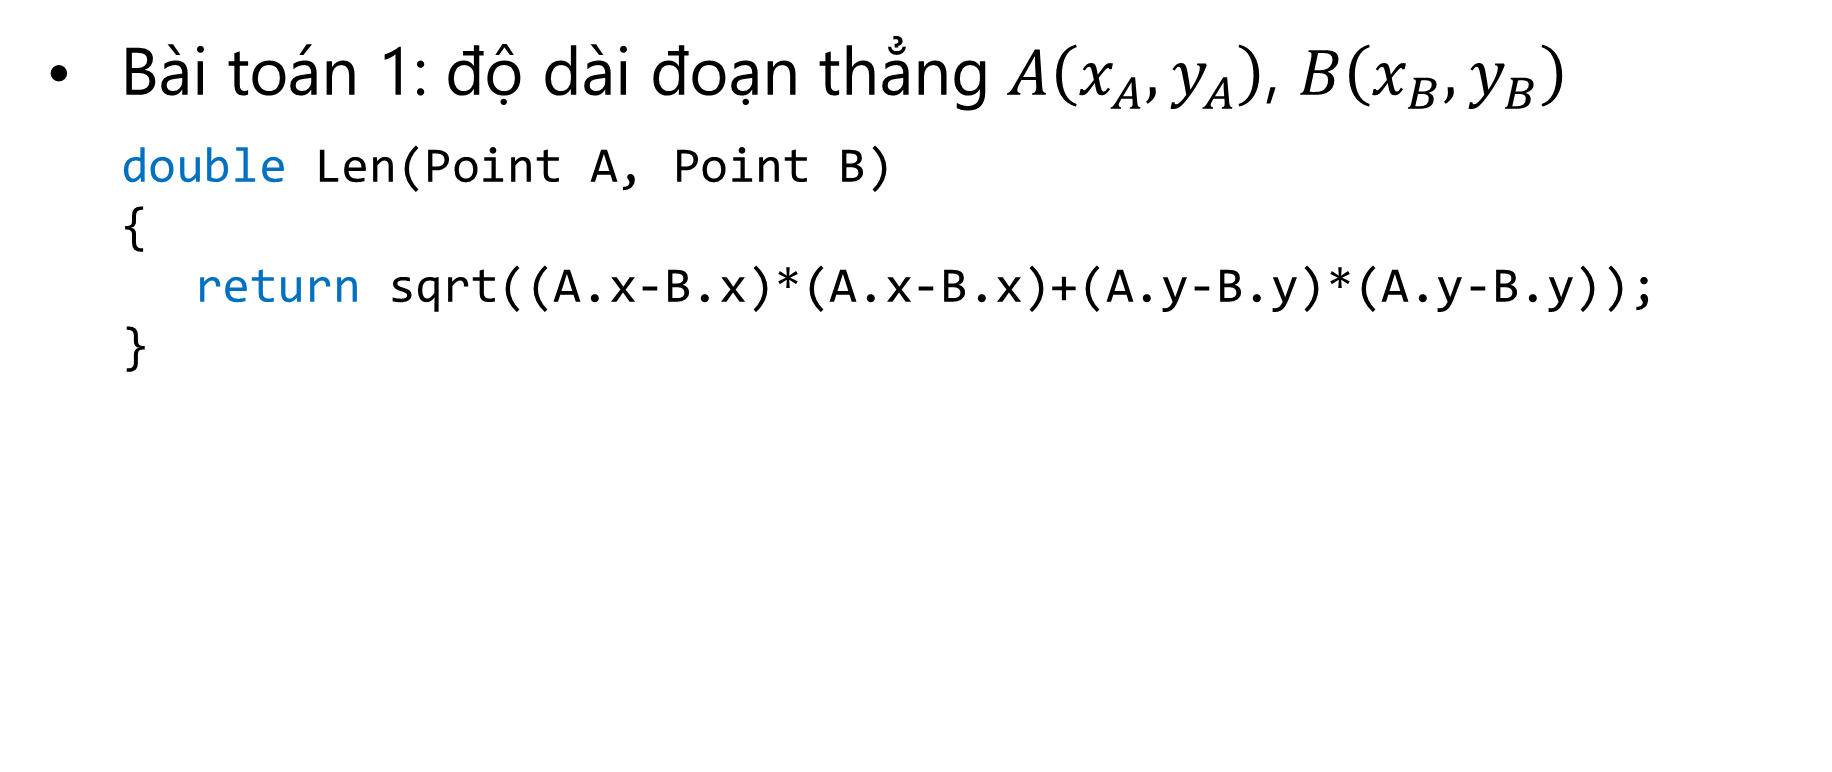 • Bài toán 1: độ dài đoạn thẳng A(x_A, y_A), B(x_B, y_B)
double Len(Point A, Point B)
{
return sqrt((A.x-B.x)*(A.x-B.x)+(A.y-B.y)*(A.y-B.y));
}